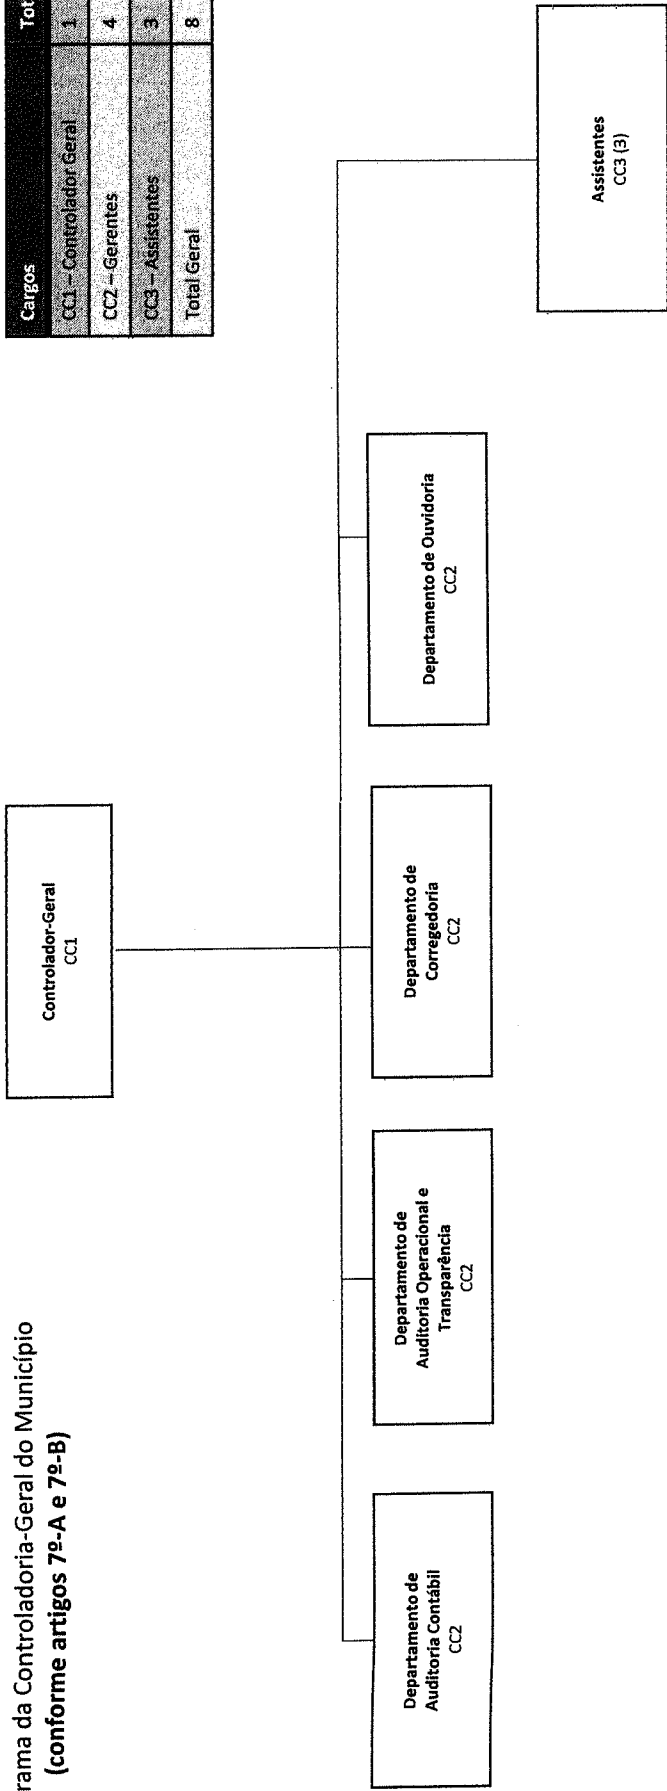 rama da Controladoria-Geral do Município
(conforme artigos 7º-A e 7º-B)
Cargos Tot
CC1 – Controlador Geral 1
CC2 – Gerentes 4
CC3 – Assistentes 3
Total Geral 8
Controlador-Geral
CC1
Departamento de
Auditoria Contábil
CC2
Departamento de
Auditoria Operacional e
Transparência
CC2
Departamento de
Corregedoria
CC2
Departamento de Ouvidoria
CC2
Assistentes
CC3 (3)